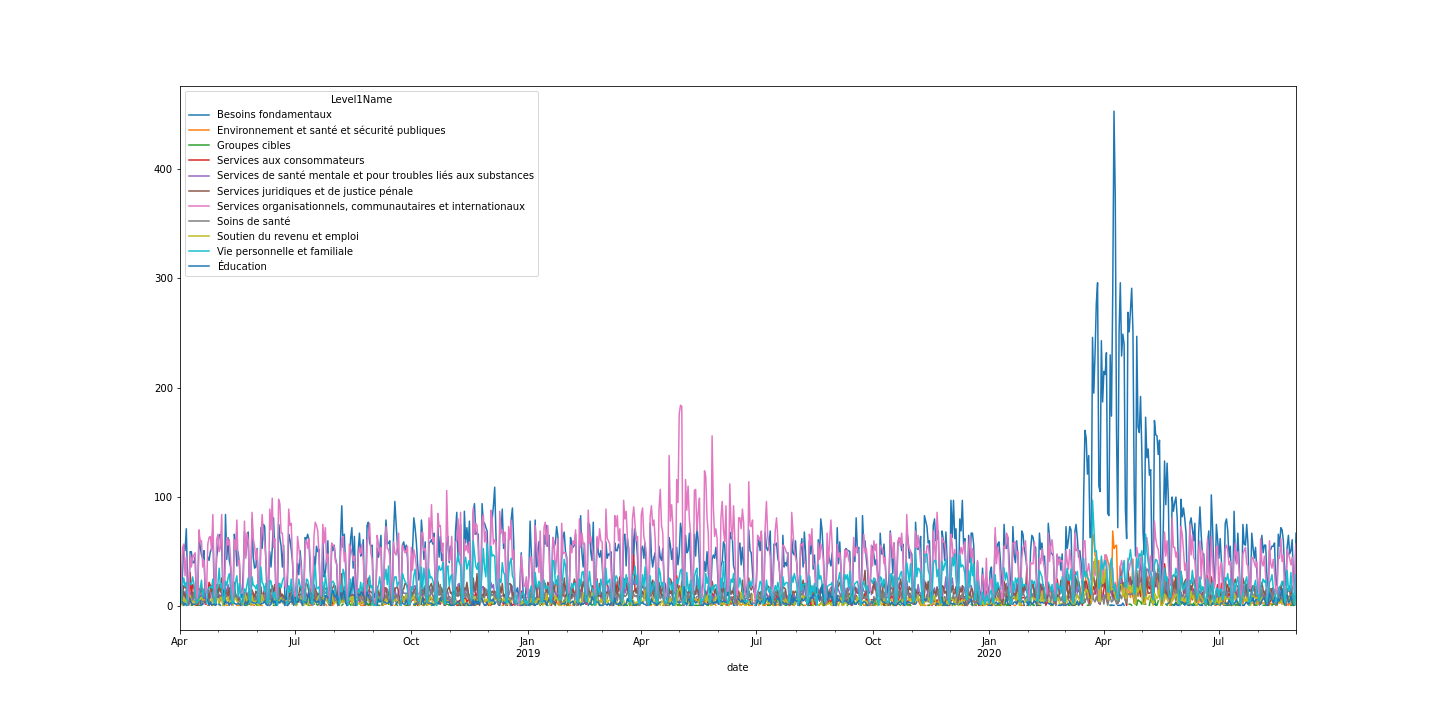 Level1Name
Besoins fondamentaux
Environnement et santé et sécurité publiques
Groupes cibles
Services aux consommateurs
Services de santé mentale et pour troubles liés aux substances
Services juridiques et de justice pénale
Services organisationnels, communautaires et internationaux
Soins de santé
Soutien du revenu et emploi
Vie personnelle et familiale
Éducation
400
300
200
100
0
Apr Jul Oct Jan Apr Jul Oct Jan Apr Jul
2019 2020
date